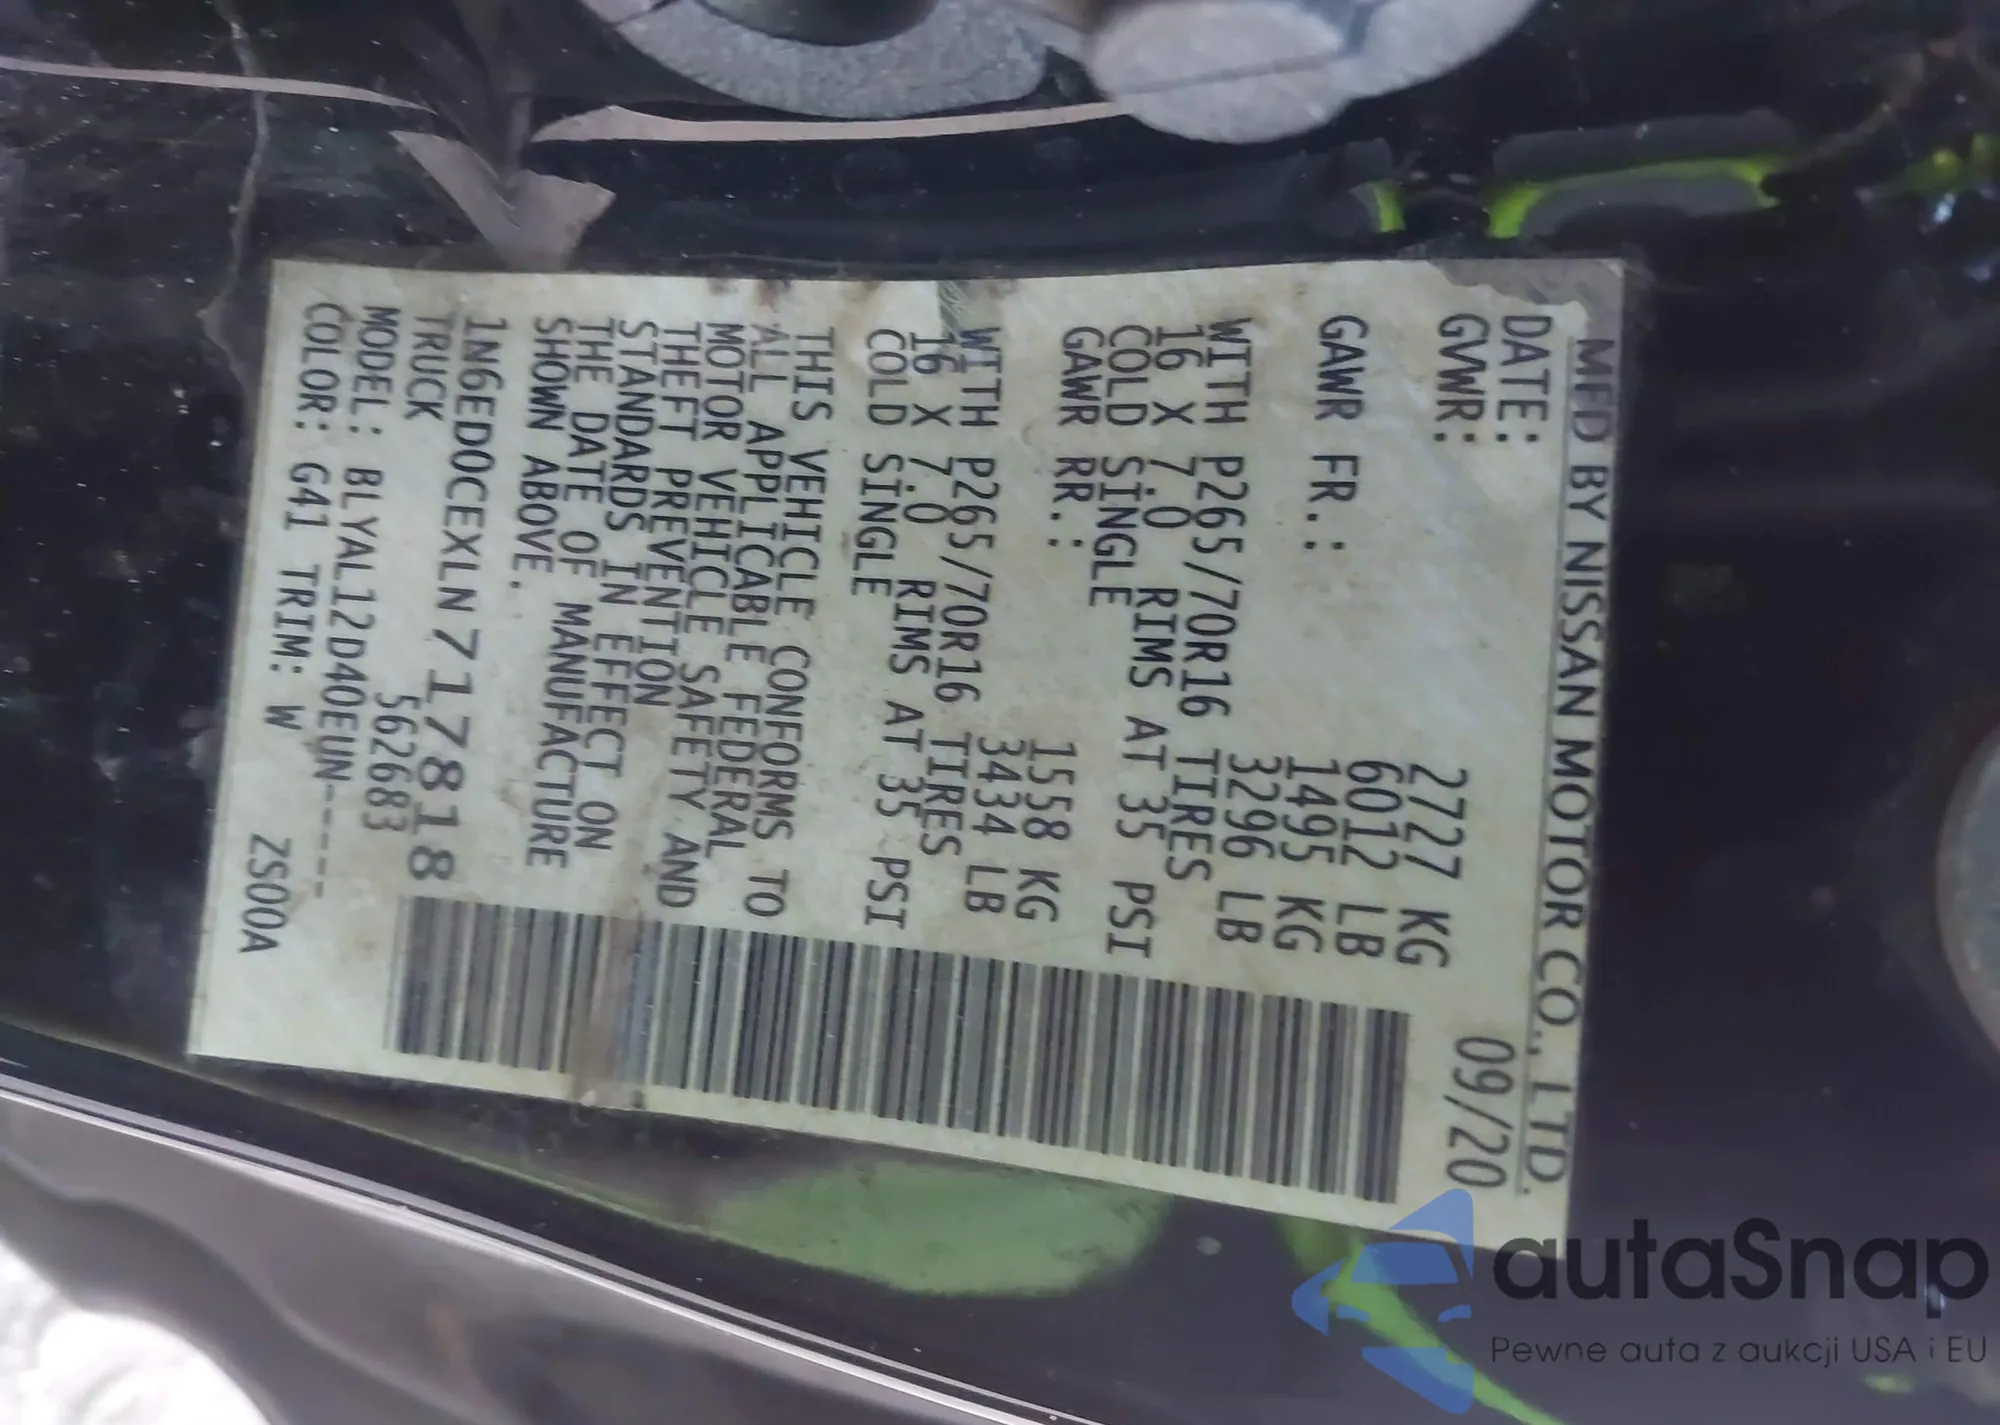 MFD BY NISSAN MOTOR CO., LTD.
DATE: 09/20
GVWR: 2727 KG
6012 LB
GAWR FR.: 1495 KG
3296 LB
WITH P265/70R16 TIRES
16 X 7.0 RIMS AT 35 PSI
COLD SINGLE
GAWR RR.: 1558 KG
3434 LB
WITH P265/70R16 TIRES
16 X 7.0 RIMS AT 35 PSI
COLD SINGLE
THIS VEHICLE CONFORMS TO
ALL APPLICABLE FEDERAL
MOTOR VEHICLE SAFETY AND
THEFT PREVENTION
STANDARDS IN EFFECT ON
THE DATE OF MANUFACTURE
SHOWN ABOVE.
1N6ED0CEXLN717818
TRUCK 562683
MODEL: BLYAL12D40EUN-----
COLOR: G41 TRIM: W ZS00A
autaSnap
Pewne auta z aukcji USA i EU